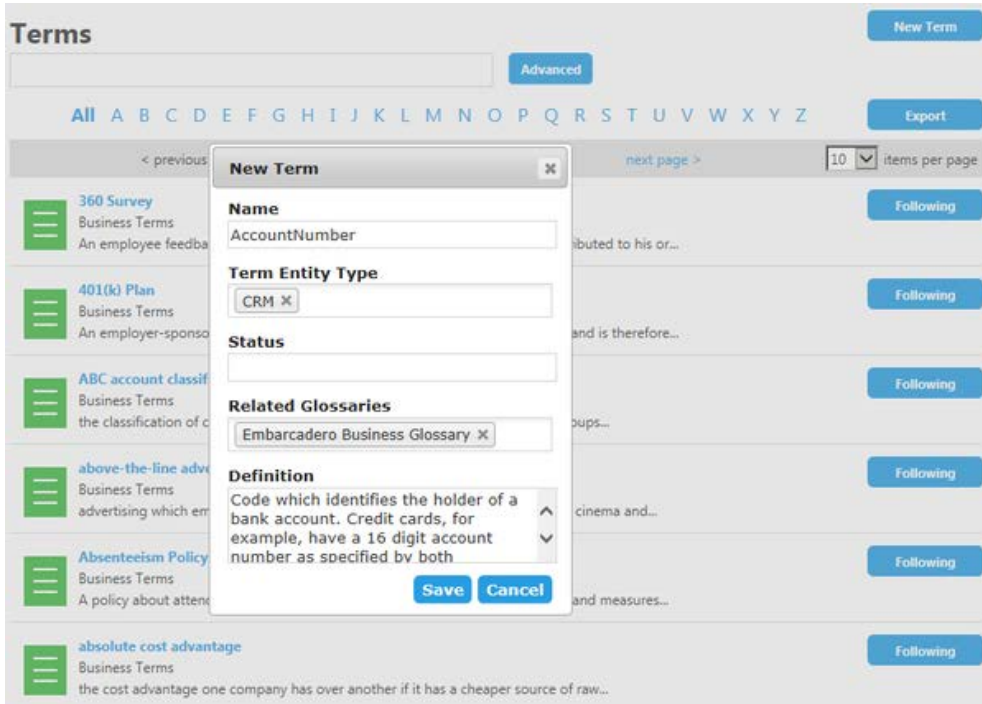 Terms
New Term
Advanced
All A B C D E F G H I J K L M N O P Q R S T U V W X Y Z
Export
< previous
next page >
10 items per page
New Term
Name
AccountNumber
Term Entity Type
CRM ×
Status
Related Glossaries
Embarcadero Business Glossary ×
Definition
Code which identifies the holder of a
bank account. Credit cards, for
example, have a 16 digit account
number as specified by both
Save Cancel
360 Survey
Business Terms
An employee feedba ibuted to his or...
Following
401(k) Plan
Business Terms
An employer-sponso and is therefore...
Following
ABC account classif
Business Terms
the classification of c oups...
Following
above-the-line adve
Business Terms
advertising which em cinema and...
Following
Absenteeism Policy
Business Terms
A policy about attend and measures...
Following
absolute cost advantage
Business Terms
the cost advantage one company has over another if it has a cheaper source of raw...
Following